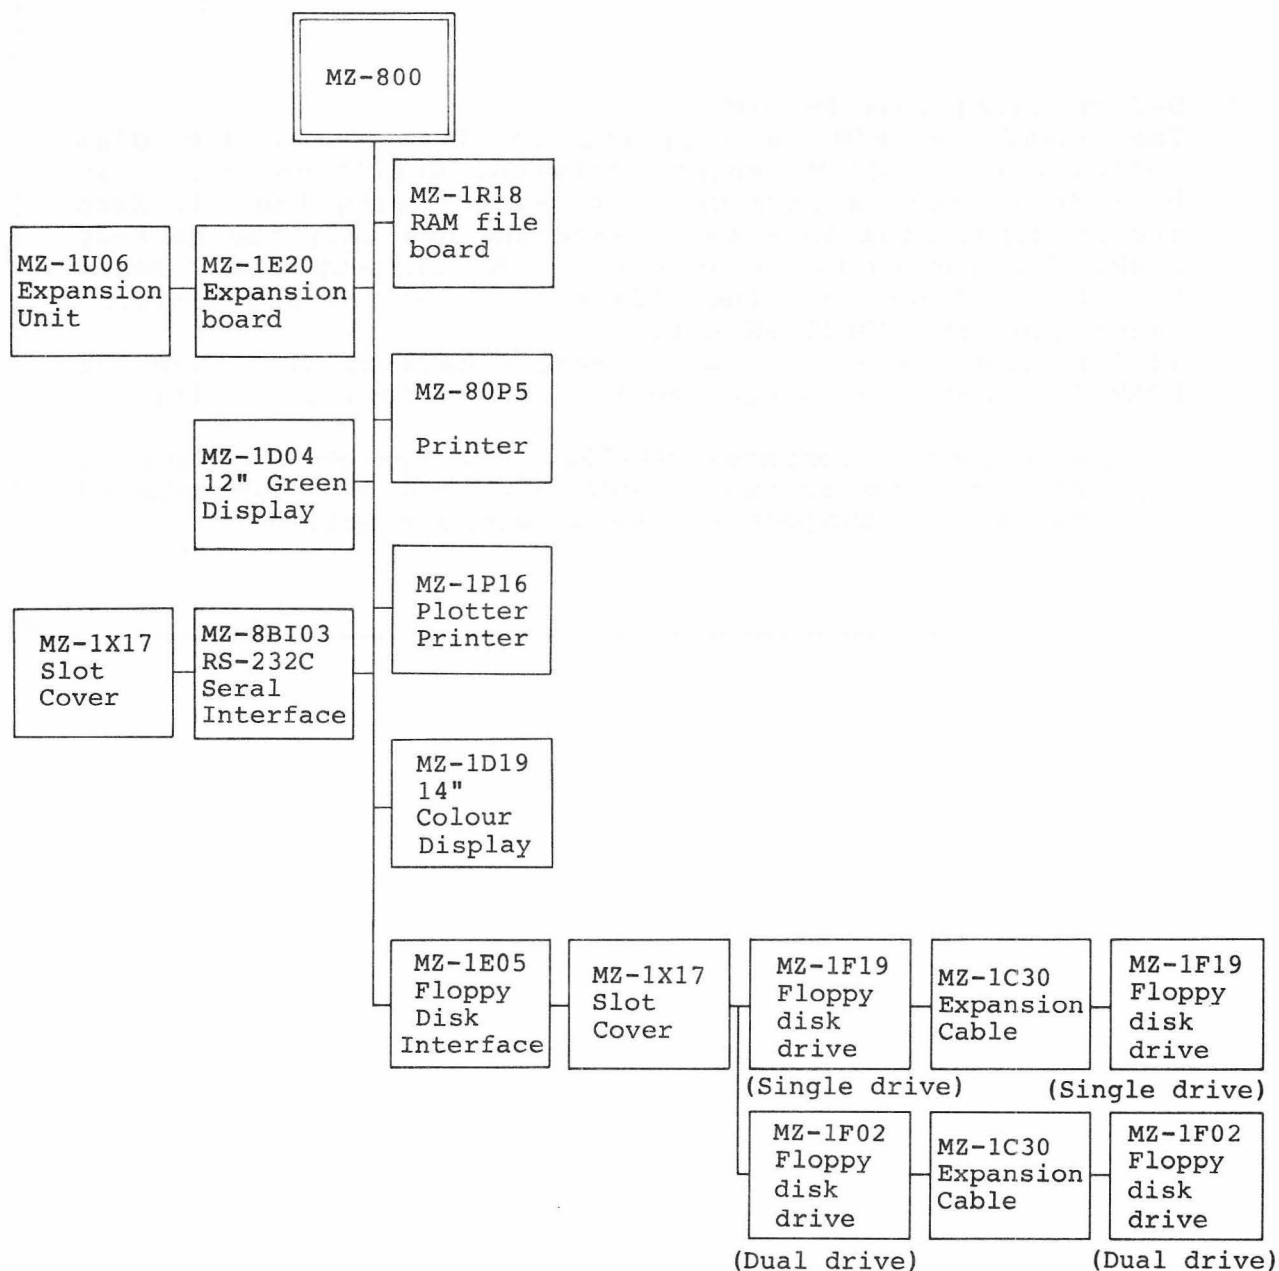 MZ-800
MZ-1R18
RAM file
board
MZ-1U06
Expansion
Unit
MZ-1E20
Expansion
board
MZ-80P5
Printer
MZ-1D04
12" Green
Display
MZ-1P16
Plotter
Printer
MZ-1X17
Slot
Cover
MZ-8BI03
RS-232C
Seral
Interface
MZ-1D19
14"
Colour
Display
MZ-1E05
Floppy
Disk
Interface
MZ-1X17
Slot
Cover
MZ-1F19
Floppy
disk
drive
(Single drive)
MZ-1C30
Expansion
Cable
MZ-1F19
Floppy
disk
drive
(Single drive)
MZ-1F02
Floppy
disk
drive
(Dual drive)
MZ-1C30
Expansion
Cable
MZ-1F02
Floppy
disk
drive
(Dual drive)